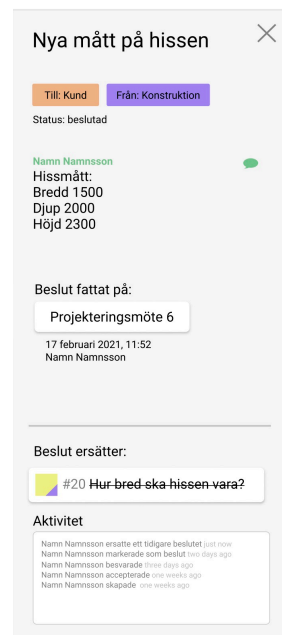 Nya mått på hissen
Till: Kund
Från: Konstruktion
Status: beslutad
Namn Namnsson
Hissmått:
Bredd 1500
Djup 2000
Höjd 2300
Beslut fattat på:
Projekteringsmöte 6
17 februari 2021, 11:52
Namn Namnsson
Beslut ersätter:
#20 Hur bred ska hissen vara?
Aktivitet
Namn Namnsson ersatte ett tidigare beslutet just now
Namn Namnsson markerade som beslut two days ago
Namn Namnsson besvarade three days ago
Namn Namnsson accepterade one weeks ago
Namn Namnsson skapade one weeks ago